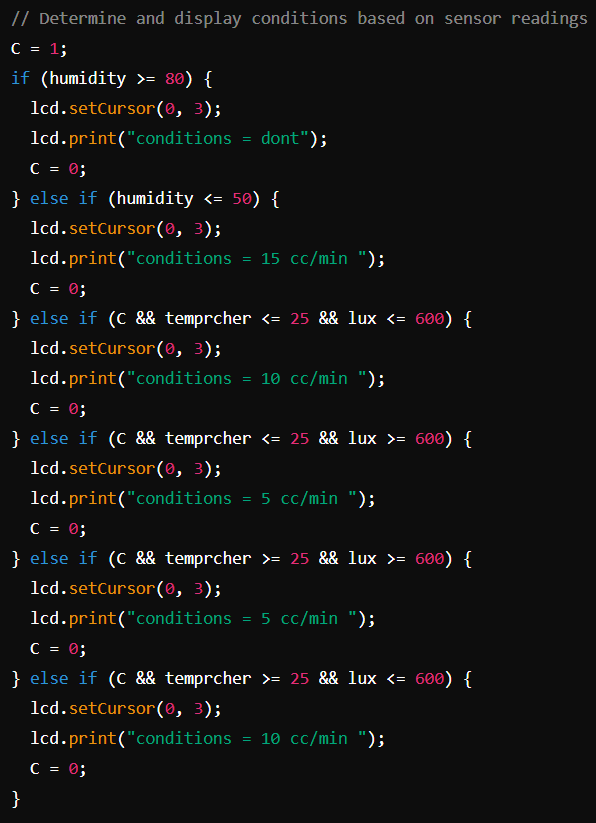 // Determine and display conditions based on sensor readings
C = 1;
if (humidity >= 80) {
  lcd.setCursor(0, 3);
  lcd.print("conditions = dont");
  C = 0;
} else if (humidity <= 50) {
  lcd.setCursor(0, 3);
  lcd.print("conditions = 15 cc/min ");
  C = 0;
} else if (C && temprcher <= 25 && lux <= 600) {
  lcd.setCursor(0, 3);
  lcd.print("conditions = 10 cc/min ");
  C = 0;
} else if (C && temprcher <= 25 && lux >= 600) {
  lcd.setCursor(0, 3);
  lcd.print("conditions = 5 cc/min ");
  C = 0;
} else if (C && temprcher >= 25 && lux >= 600) {
  lcd.setCursor(0, 3);
  lcd.print("conditions = 5 cc/min ");
  C = 0;
} else if (C && temprcher >= 25 && lux <= 600) {
  lcd.setCursor(0, 3);
  lcd.print("conditions = 10 cc/min ");
  C = 0;
}